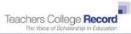 Teachers College Record
The Voice of Scholarship in Education